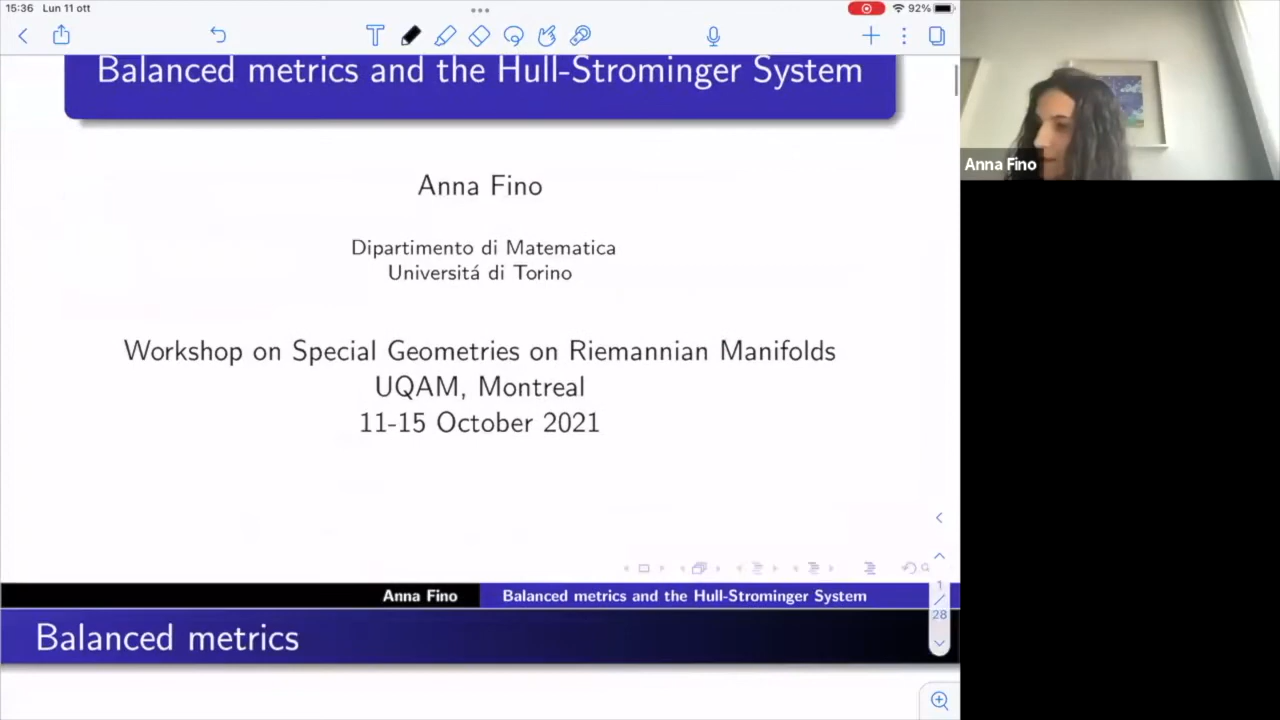 15:36 Lun 11 ott
92%
Balanced metrics and the Hull-Strominger System
Anna Fino
Dipartimento di Matematica
Universitá di Torino
Workshop on Special Geometries on Riemannian Manifolds
UQAM, Montreal
11-15 October 2021
1
/
28
Anna Fino
Balanced metrics and the Hull-Strominger System
Balanced metrics
Anna Fino